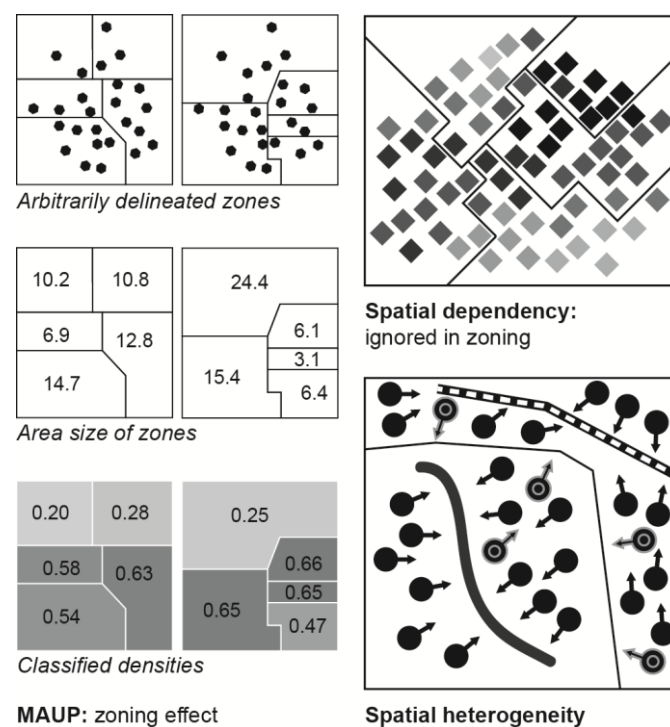 Arbitrarily delineated zones
10.2
10.8
6.9
12.8
14.7
24.4
6.1
3.1
15.4
6.4
Area size of zones
0.20
0.28
0.58
0.63
0.54
0.25
0.66
0.65
0.65
0.47
Classified densities
MAUP: zoning effect
Spatial dependency:
ignored in zoning
Spatial heterogeneity